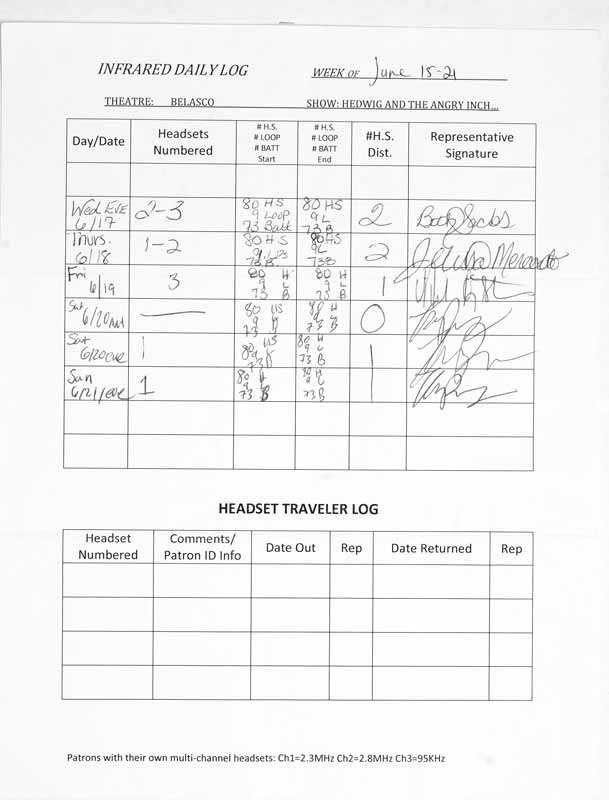 INFRARED DAILY LOG
WEEK OF June 15-21
THEATRE: BELASCO SHOW: HEDWIG AND THE ANGRY INCH...
Day/Date Headsets Numbered # H.S. # LOOP # BATT Start # H.S. # LOOP # BATT End #H.S. Dist. Representative Signature
Wed Eve 6/17 2-3 80 HS 9 LOOP 73 Batt 80 HS 9 L 73 B 2
Thurs. 6/18 1-2 80 H.S 9 LPS 73 B. 80 HS 9L 73B 2
Fri 6/19 3 80 H 9 L 73 B 80 H 9 L 73 B 1
Sat 6/20 — 80 HS 9 73 80 H 9 L 73 B 0
Sat 6/20 eve 1 80 HS 9 73 80 H 9 L 73 B 1
Sun 6/21/eve 1 80 H 9 L 73 B 80 H 9 L 73 B 1
HEADSET TRAVELER LOG
Headset Numbered Comments/ Patron ID Info Date Out Rep Date Returned Rep
Patrons with their own multi-channel headsets: Ch1=2.3MHz Ch2=2.8MHz Ch3=95KHz